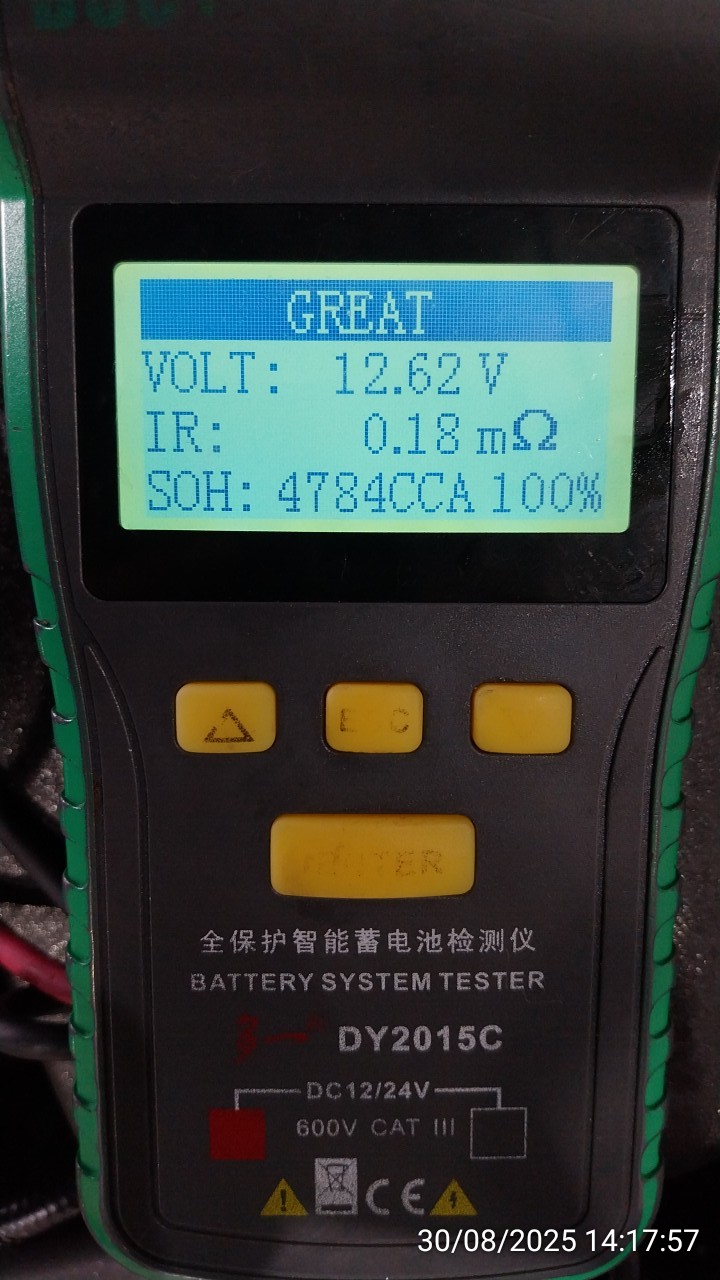 GREAT
VOLT: 12.62 V
IR: 0.18 mΩ
SOH: 4784CCA 100%
E C
全保护智能蓄电池检测仪
BATTERY SYSTEM TESTER
DY2015C
DC12/24V
600V CAT III
CE
30/08/2025 14:17:57